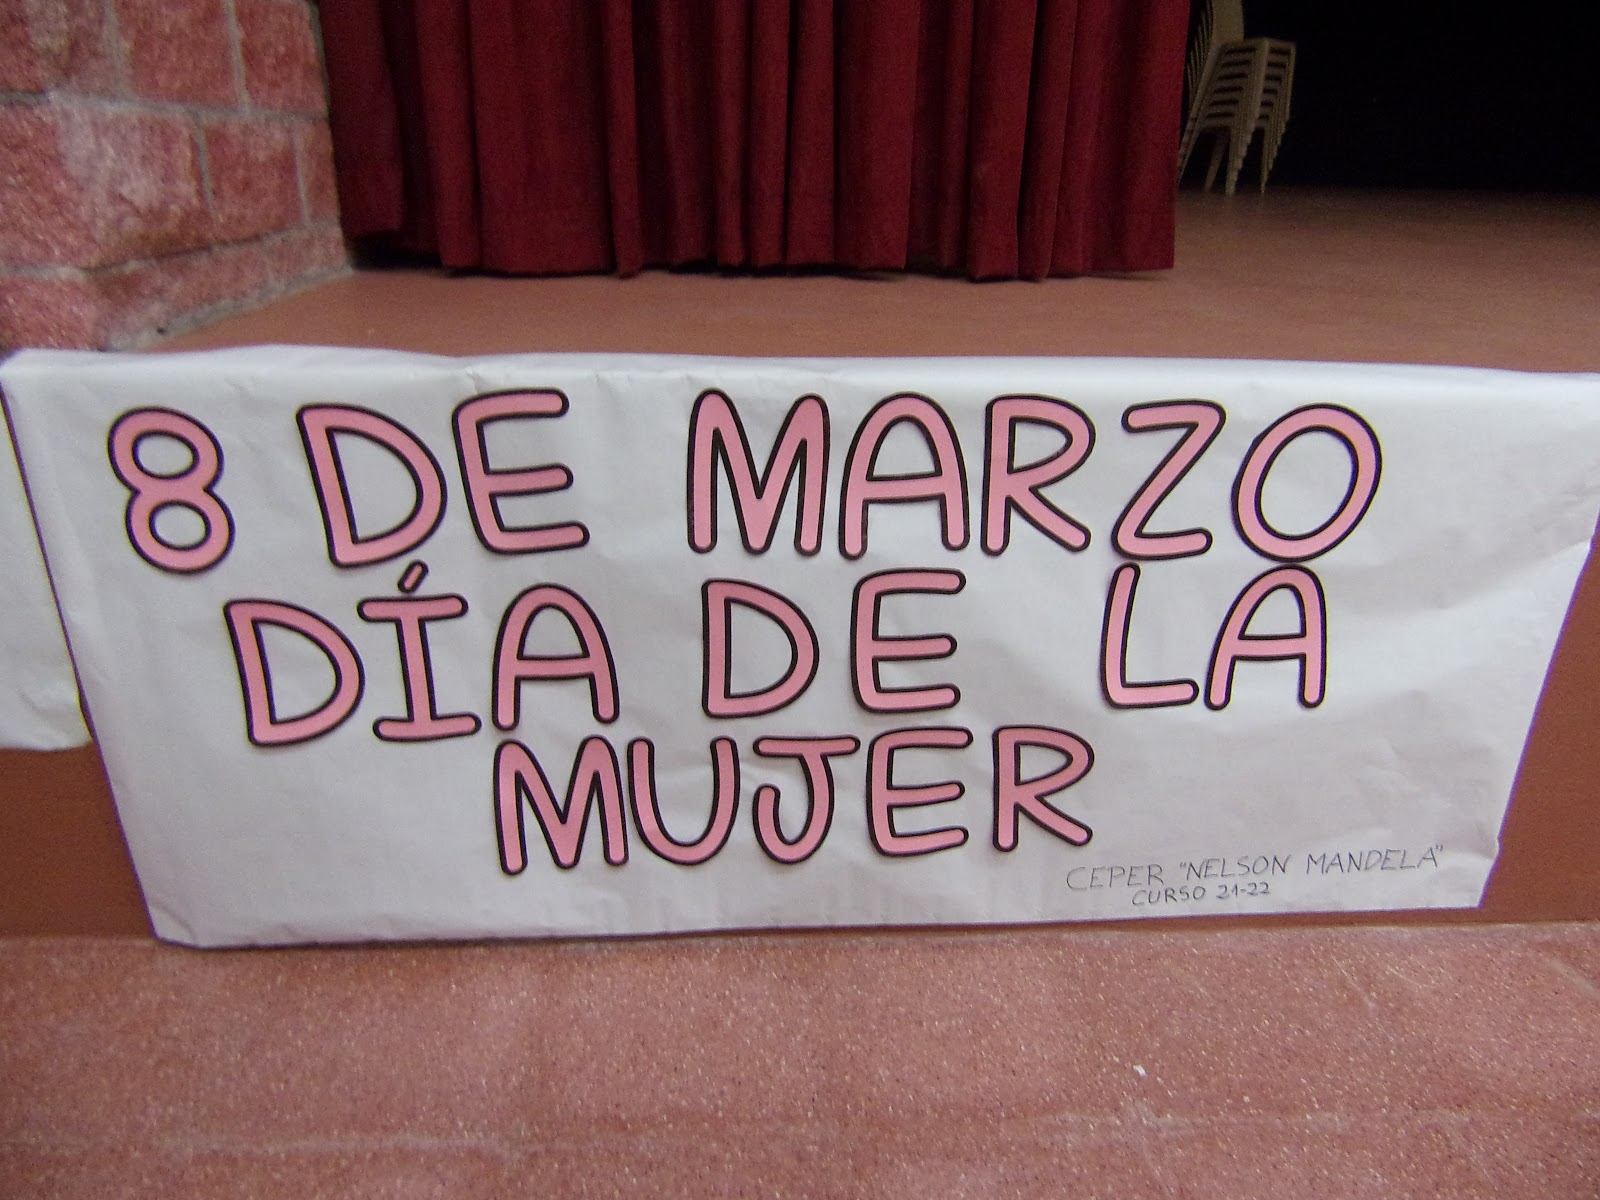 8 DE MARZO
DÍA DE LA
MUJER
CEPER "NELSON MANDELA"
CURSO 21-22